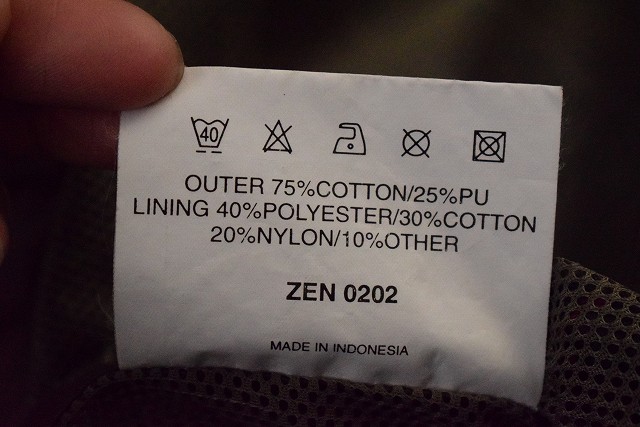 40
OUTER 75%COTTON/25%PU
LINING 40%POLYESTER/30%COTTON
20%NYLON/10%OTHER
ZEN 0202
MADE IN INDONESIA